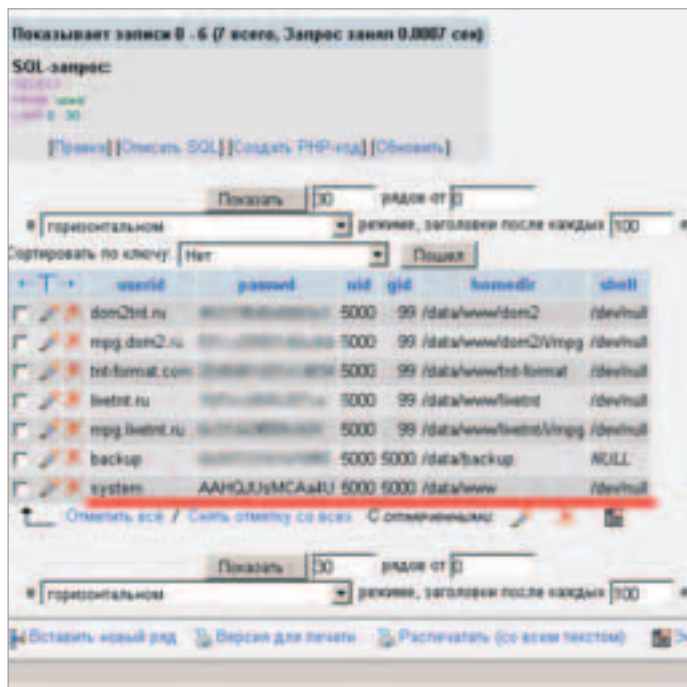 Показывает записи 0 - 6 (7 всего, Запрос занял 0.0007 сек)
SQL-запрос:
SELECT
0 30
[Правка] [Описать SQL] [Создать PHP-код] [Обновить]
Показать 30 рядов от 0
в горизонтальном режиме, заголовки после каждых 100
Сортировать по ключу: Нет Пошел
userid passwd uid gid homedir shell
dom2tnt.ru 5000 99 /data/www/dom2 /dev/null
mpg.dom2.ru 5000 99 /data/www/dom2/Vmpg /dev/null
tnt-format.com 5000 99 /data/www/tnt-format /dev/null
livetnt.ru 5000 99 /data/www/livetnt /dev/null
mpg.livetnt.ru 5000 99 /dev/null
backup 5000 5000 /data/backup NULL
system 5000 5000 /data/www /dev/null
Отметить всё / Снять отметку со всех С отмеченными:
Показать 30 рядов от 0
в горизонтальном режиме, заголовки после каждых 100
Вставить новый ряд Версия для печати Распечатать (со всем текстом)